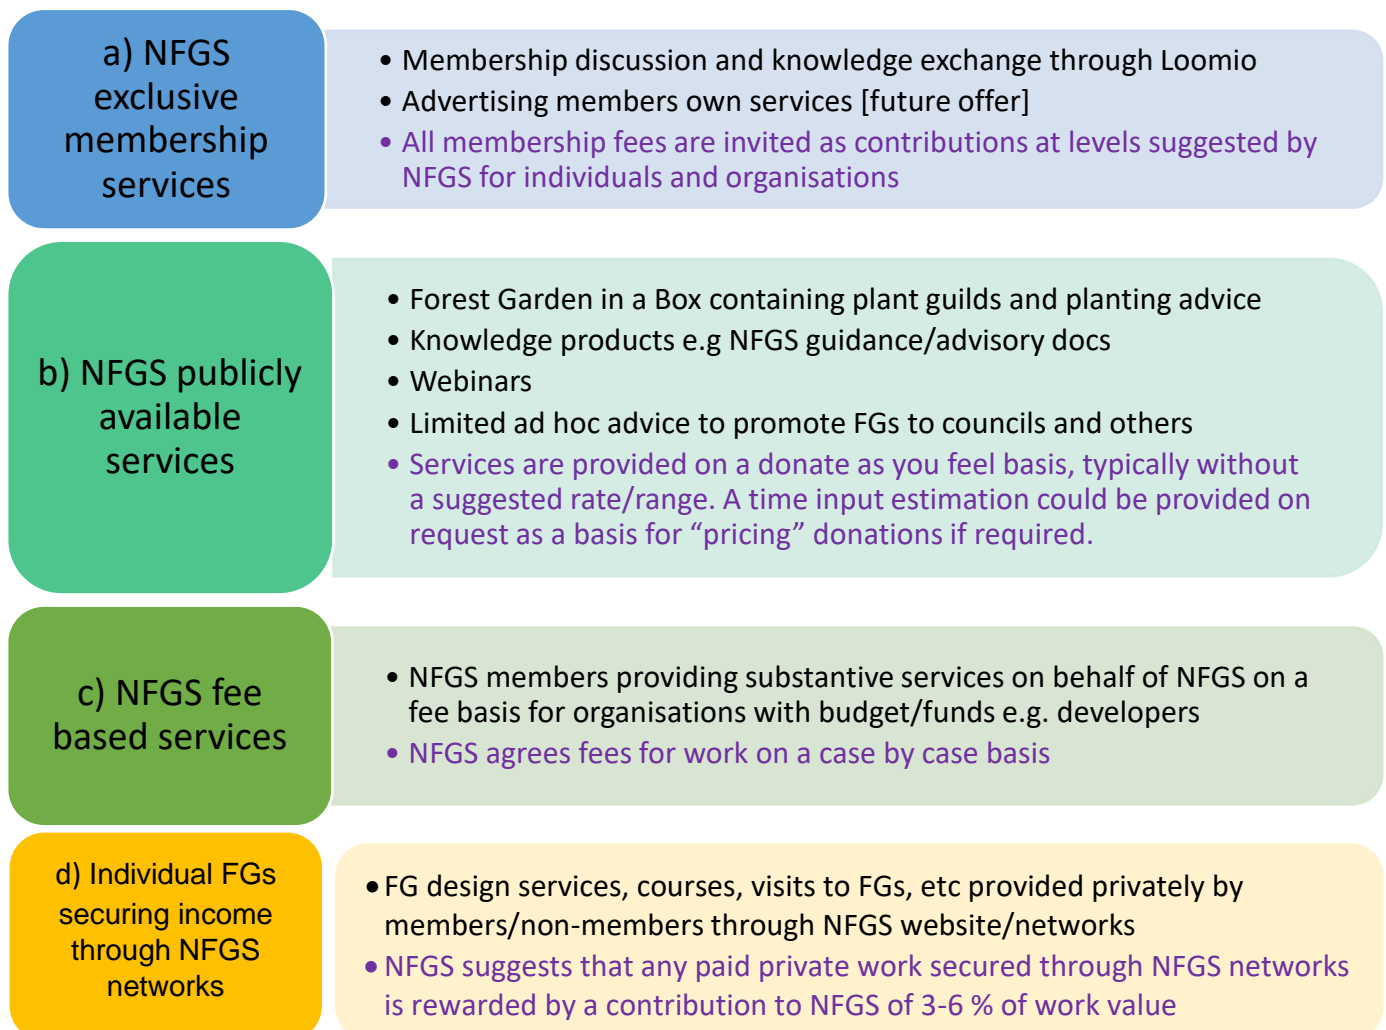 a) NFGS
exclusive
membership
services
• Membership discussion and knowledge exchange through Loomio
• Advertising members own services [future offer]
• All membership fees are invited as contributions at levels suggested by
NFGS for individuals and organisations
b) NFGS publicly
available
services
• Forest Garden in a Box containing plant guilds and planting advice
• Knowledge products e.g NFGS guidance/advisory docs
• Webinars
• Limited ad hoc advice to promote FGs to councils and others
• Services are provided on a donate as you feel basis, typically without
a suggested rate/range. A time input estimation could be provided on
request as a basis for “pricing” donations if required.
c) NFGS fee
based services
• NFGS members providing substantive services on behalf of NFGS on a
fee basis for organisations with budget/funds e.g. developers
• NFGS agrees fees for work on a case by case basis
d) Individual FGs
securing income
through NFGS
networks
• FG design services, courses, visits to FGs, etc provided privately by
members/non-members through NFGS website/networks
• NFGS suggests that any paid private work secured through NFGS networks
is rewarded by a contribution to NFGS of 3-6 % of work value